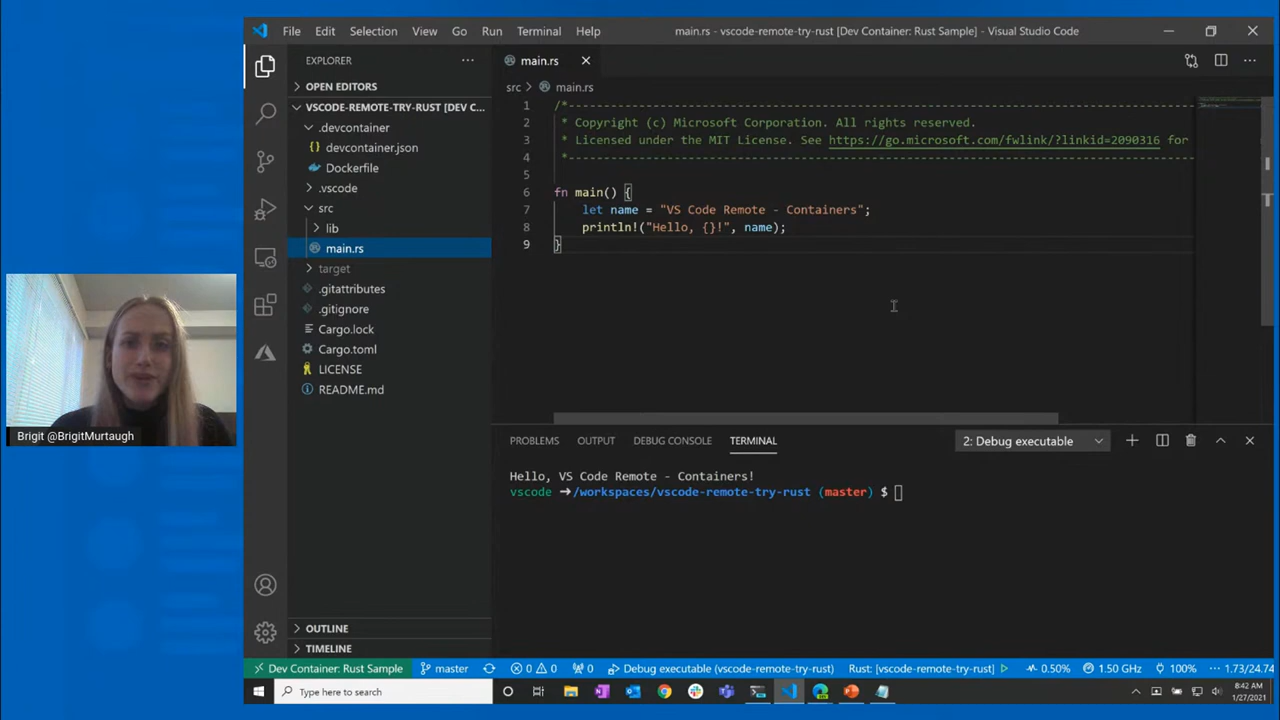 File Edit Selection View Go Run Terminal Help
main.rs - vscode-remote-try-rust [Dev Container: Rust Sample] - Visual Studio Code
EXPLORER
OPEN EDITORS
VSCODE-REMOTE-TRY-RUST [DEV C...
.devcontainer
devcontainer.json
Dockerfile
.vscode
src
lib
main.rs
target
.gitattributes
.gitignore
Cargo.lock
Cargo.toml
LICENSE
README.md
OUTLINE
TIMELINE
main.rs
src > main.rs
1 /*---------------------------------------------------------------------------------------------
2 * Copyright (c) Microsoft Corporation. All rights reserved.
3 * Licensed under the MIT License. See https://go.microsoft.com/fwlink/?linkid=2090316 for
4 *---------------------------------------------------------------------------------------------
5
6 fn main() {
7 let name = "VS Code Remote - Containers";
8 println!("Hello, {}!", name);
9 }
PROBLEMS OUTPUT DEBUG CONSOLE TERMINAL
2: Debug executable
Hello, VS Code Remote - Containers!
vscode ➜/workspaces/vscode-remote-try-rust (master) $
Brigit @BrigitMurtaugh
Dev Container: Rust Sample master 0 0 0 Debug executable (vscode-remote-try-rust) Rust: [vscode-remote-try-rust] 0.50% 1.50 GHz 100% 1.73/24.74
Type here to search
8:42 AM
1/27/2021